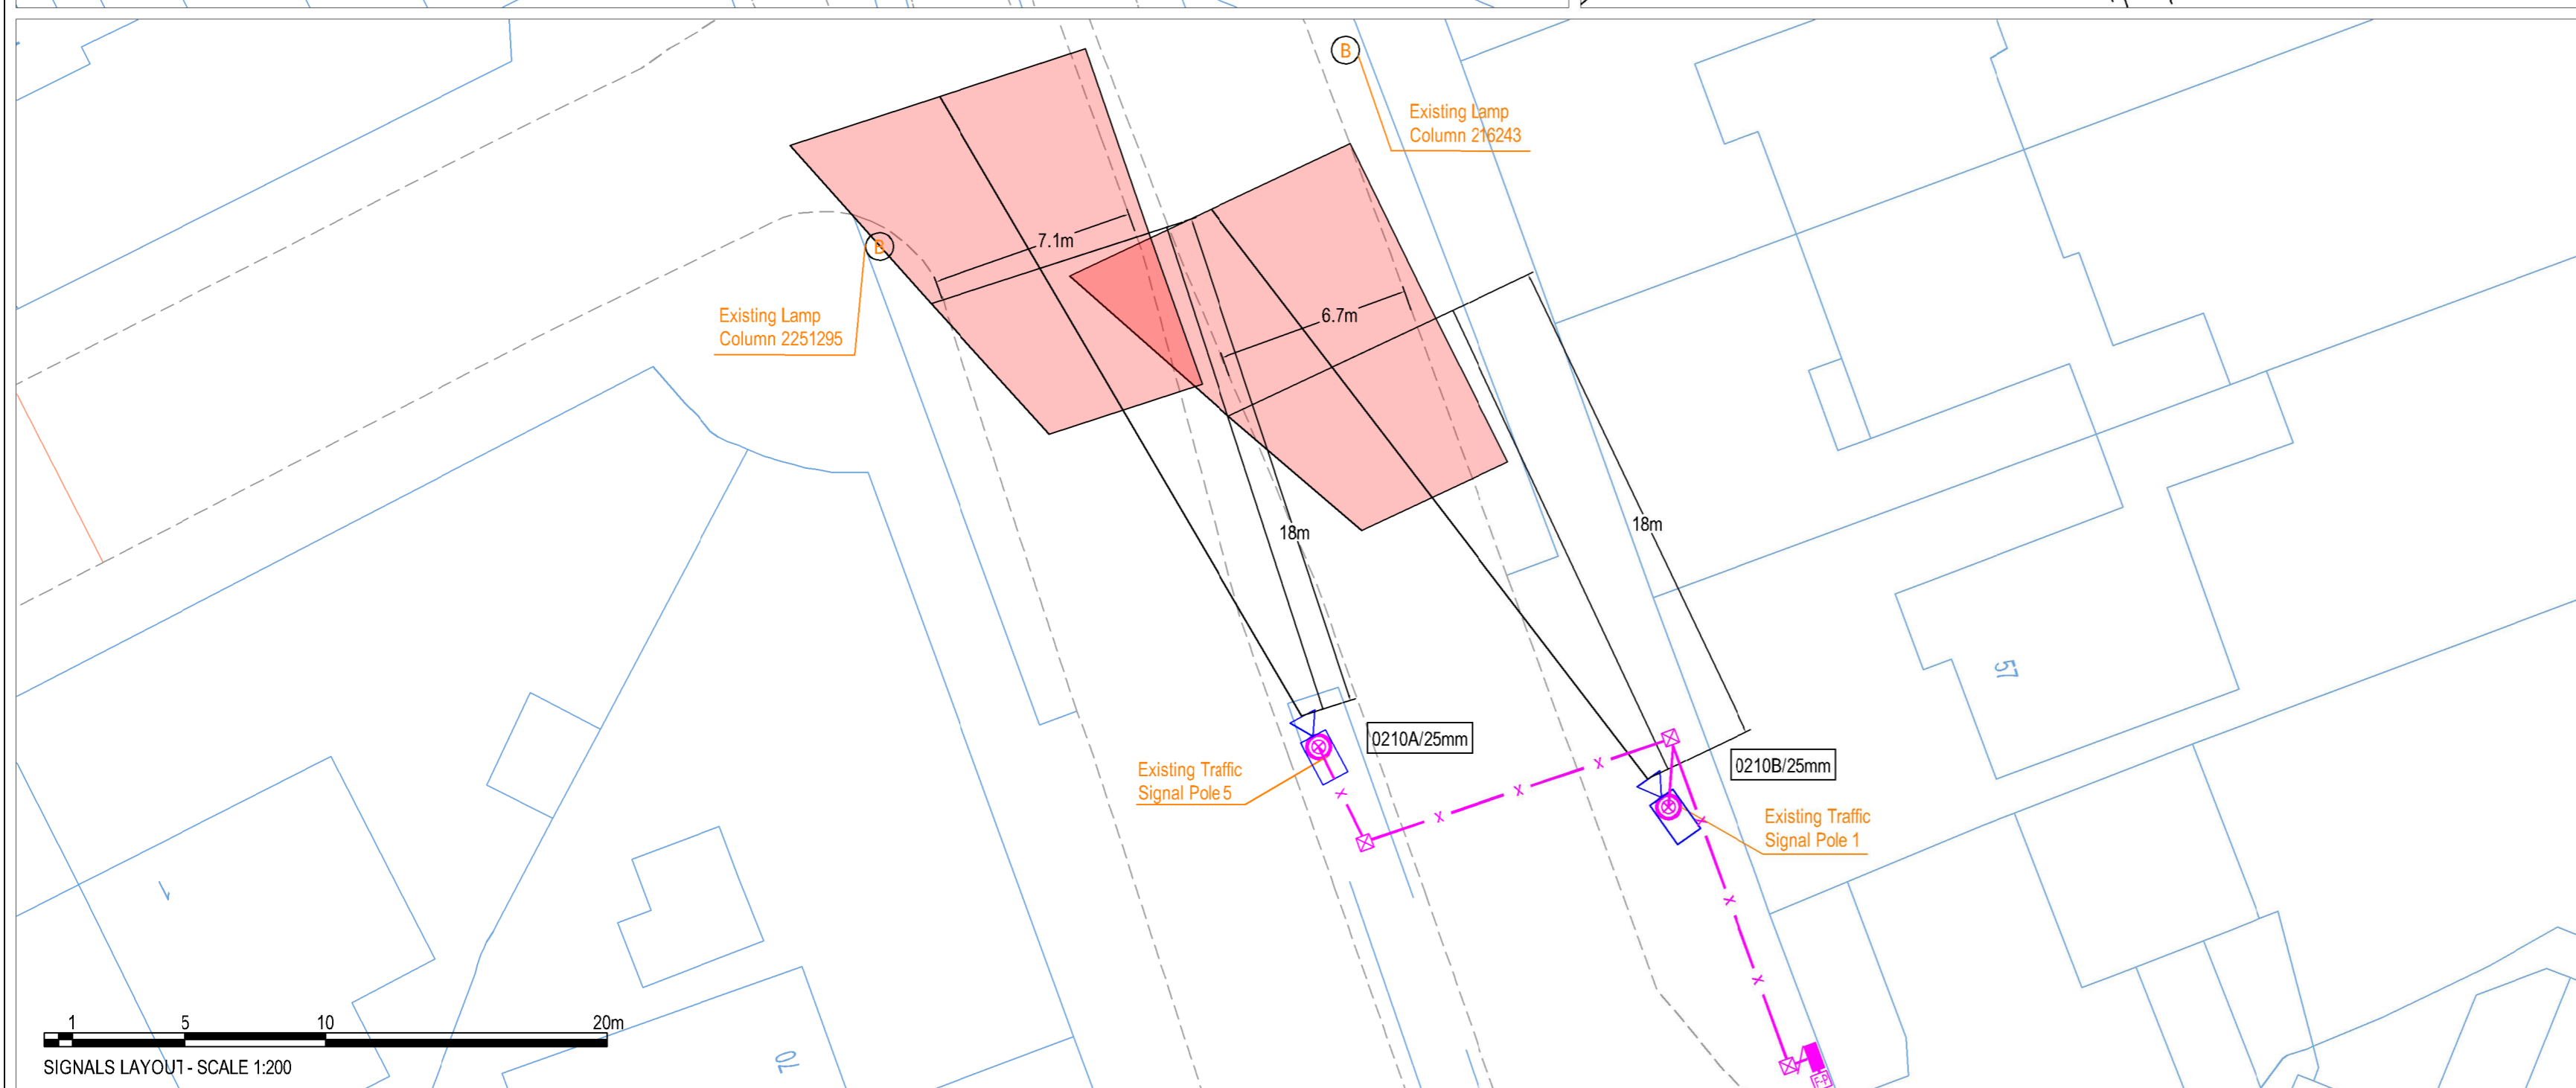 B
Existing Lamp
Column 216243
7.1m
B
6.7m
Existing Lamp
Column 2251295
18m
18m
57
0210A/25mm
0210B/25mm
Existing Traffic
Signal Pole 5
Existing Traffic
Signal Pole 1
1
1 5 10 20m
70
SIGNALS LAYOUT - SCALE 1:200